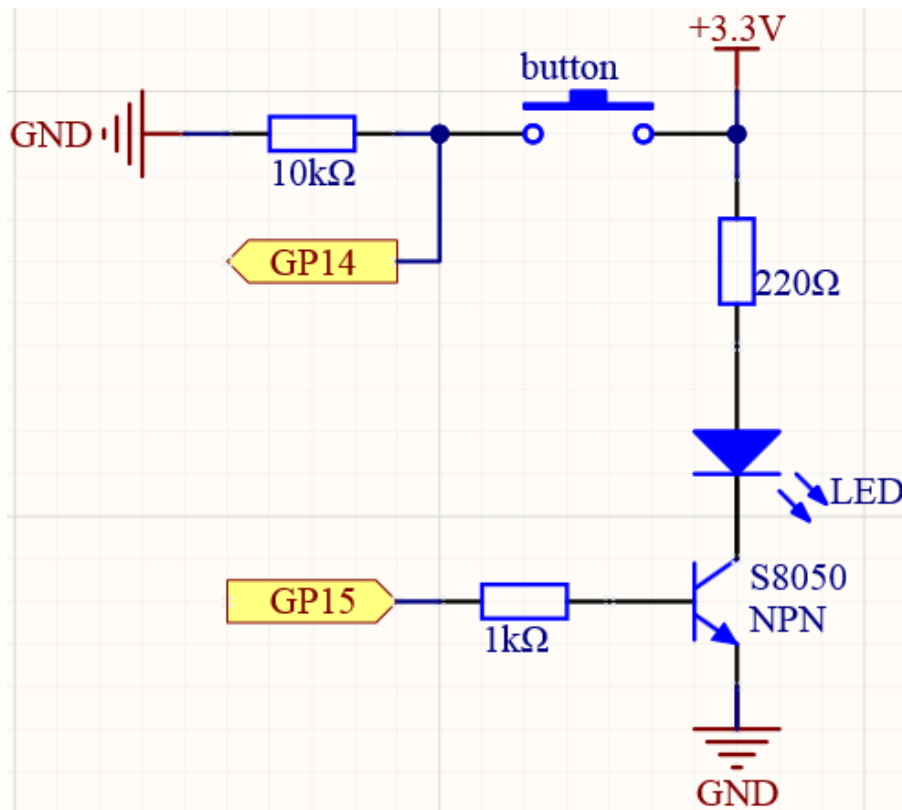 +3.3V
button
GND
10kΩ
GP14
220Ω
LED
S8050
NPN
GP15
1kΩ
GND